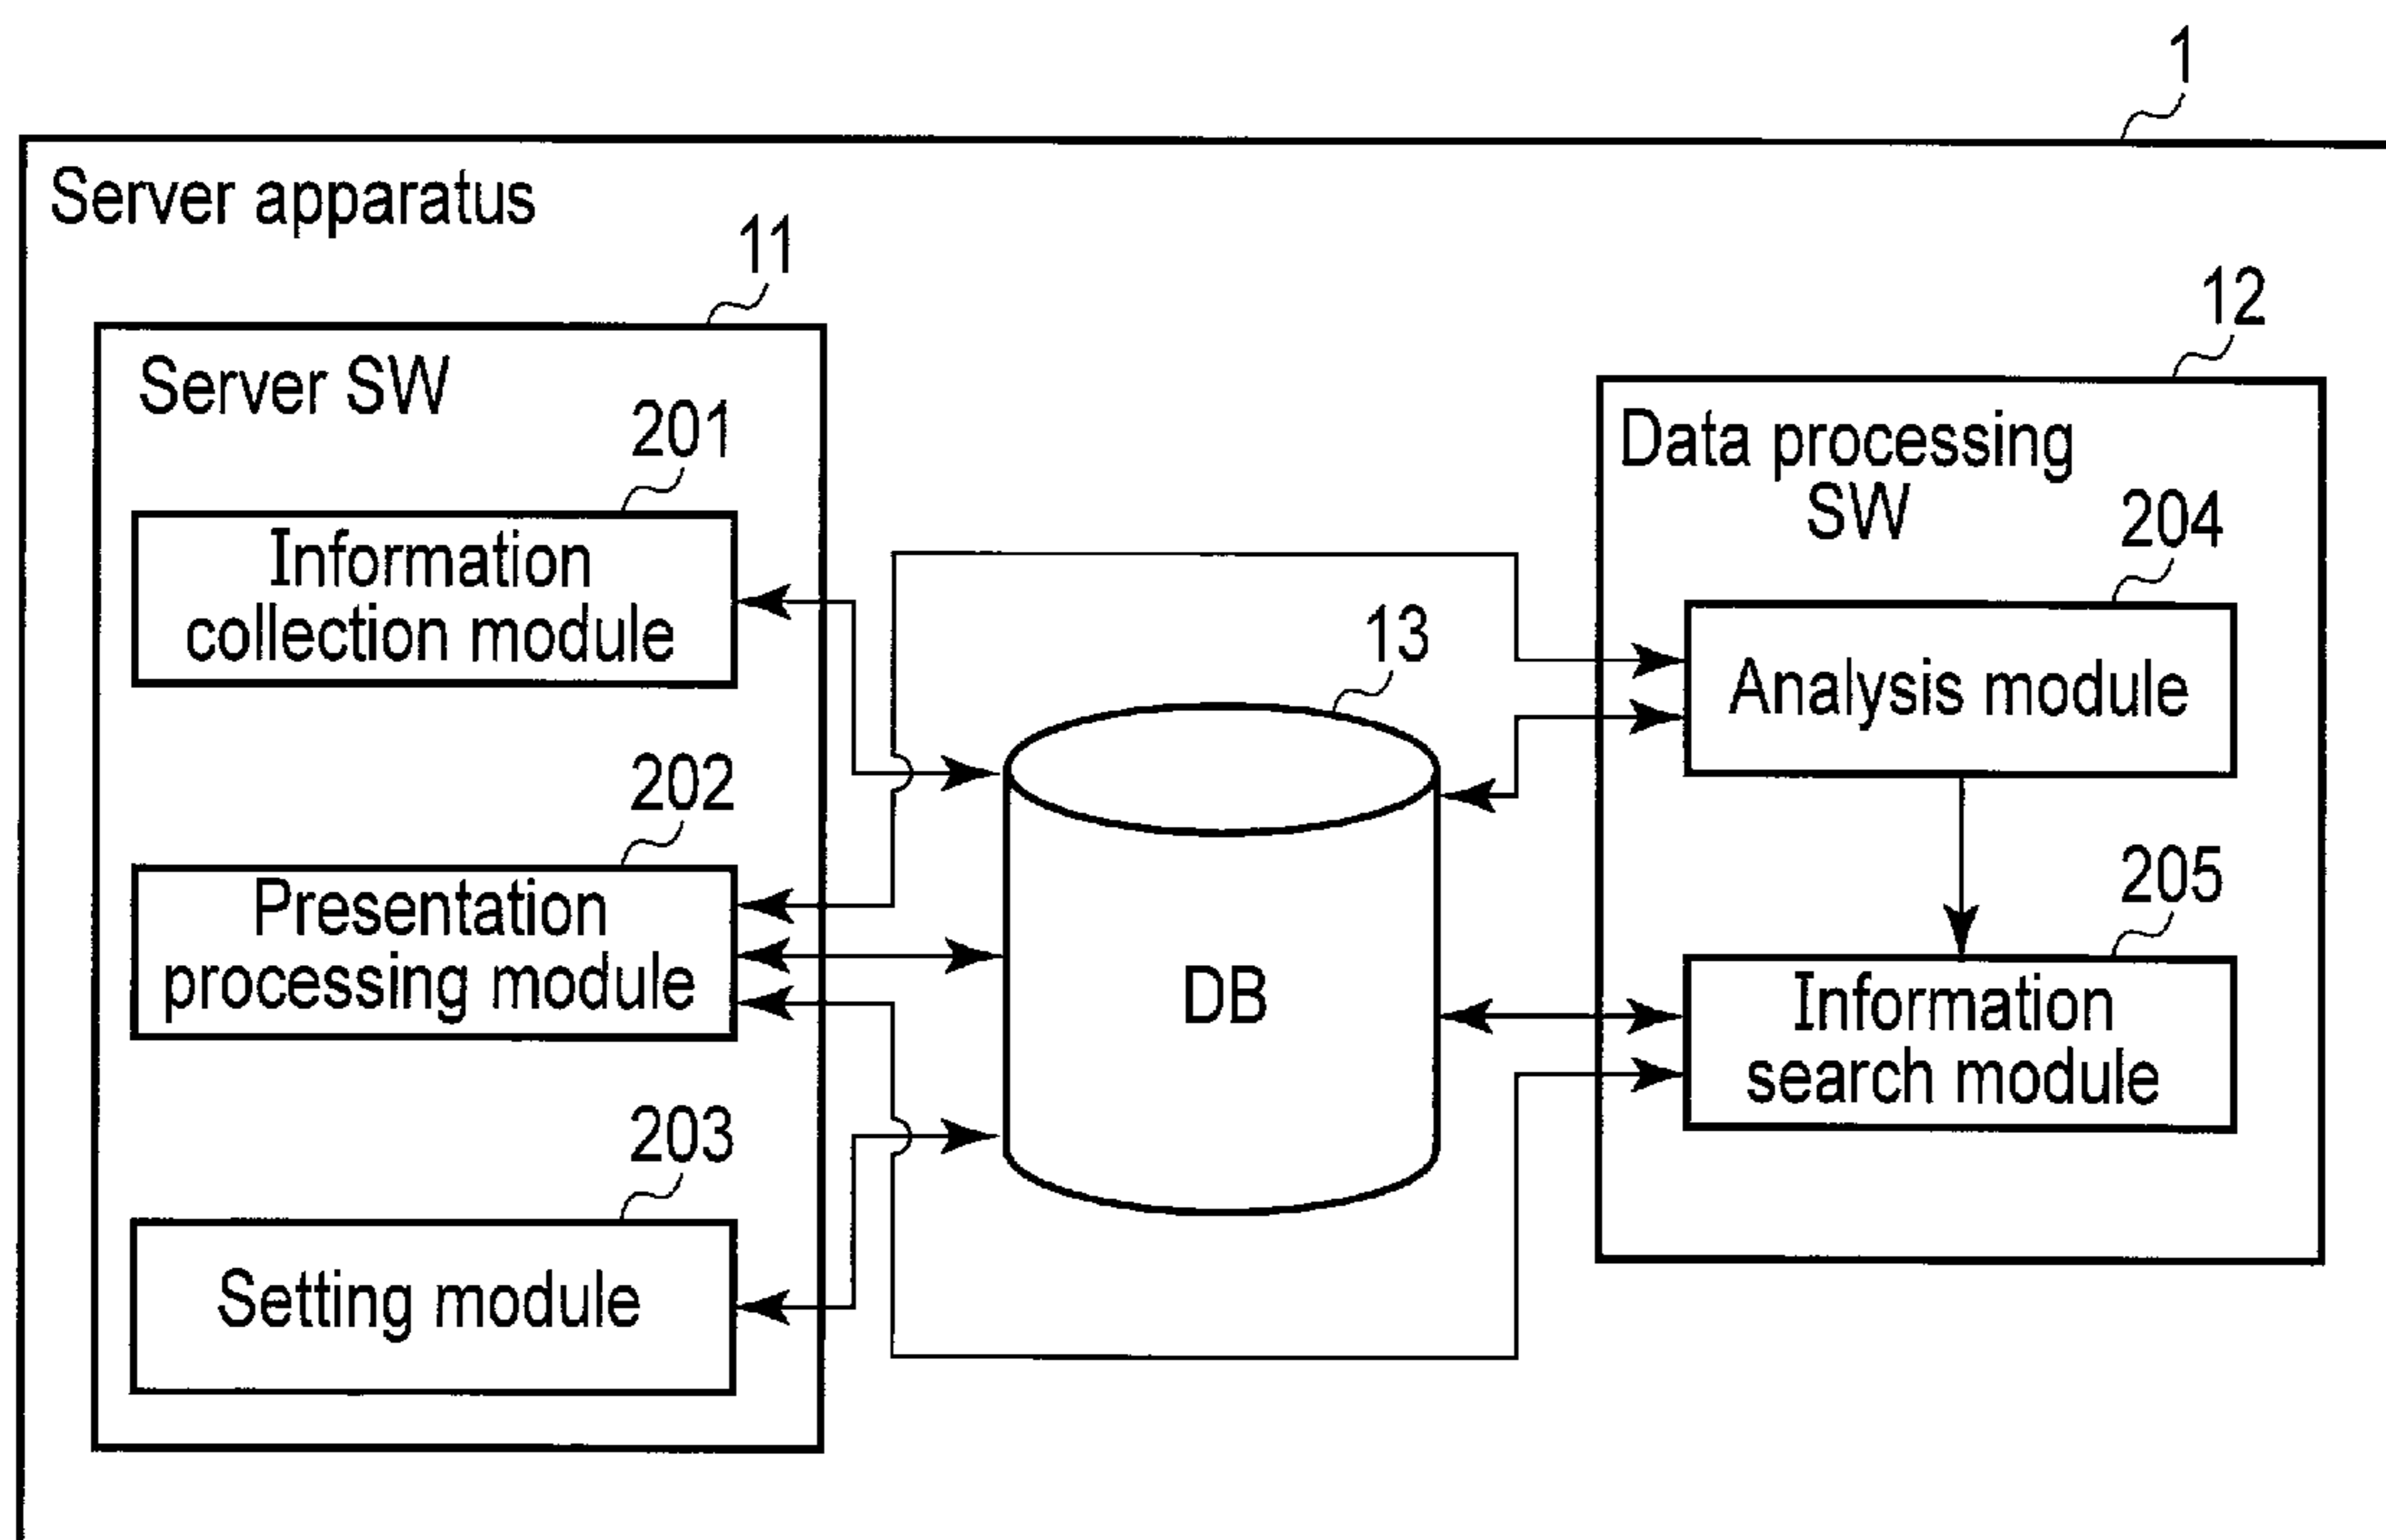 1
Server apparatus
11
Server SW
201
Information
collection module
202
Presentation
processing module
203
Setting module
13
DB
12
Data processing
SW
204
Analysis module
205
Information
search module